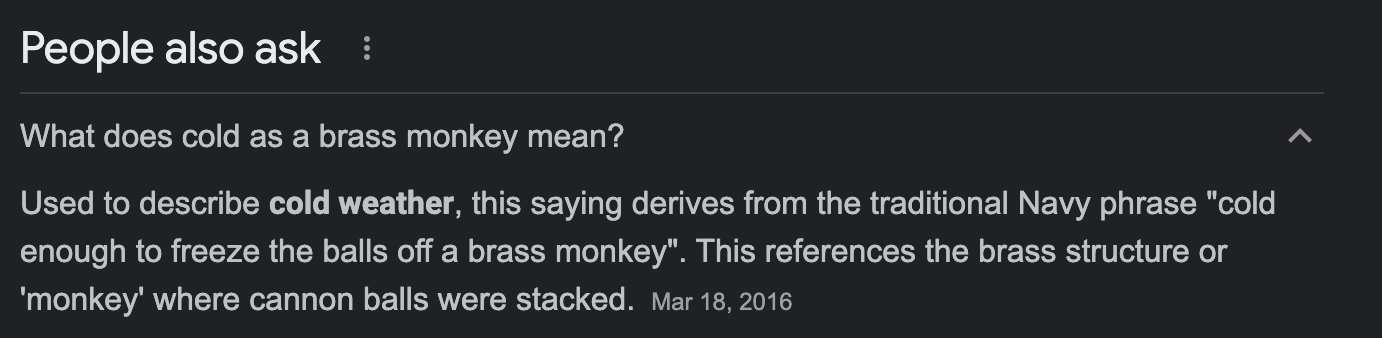 People also ask
What does cold as a brass monkey mean?
Used to describe cold weather, this saying derives from the traditional Navy phrase "cold
enough to freeze the balls off a brass monkey". This references the brass structure or
'monkey' where cannon balls were stacked. Mar 18, 2016